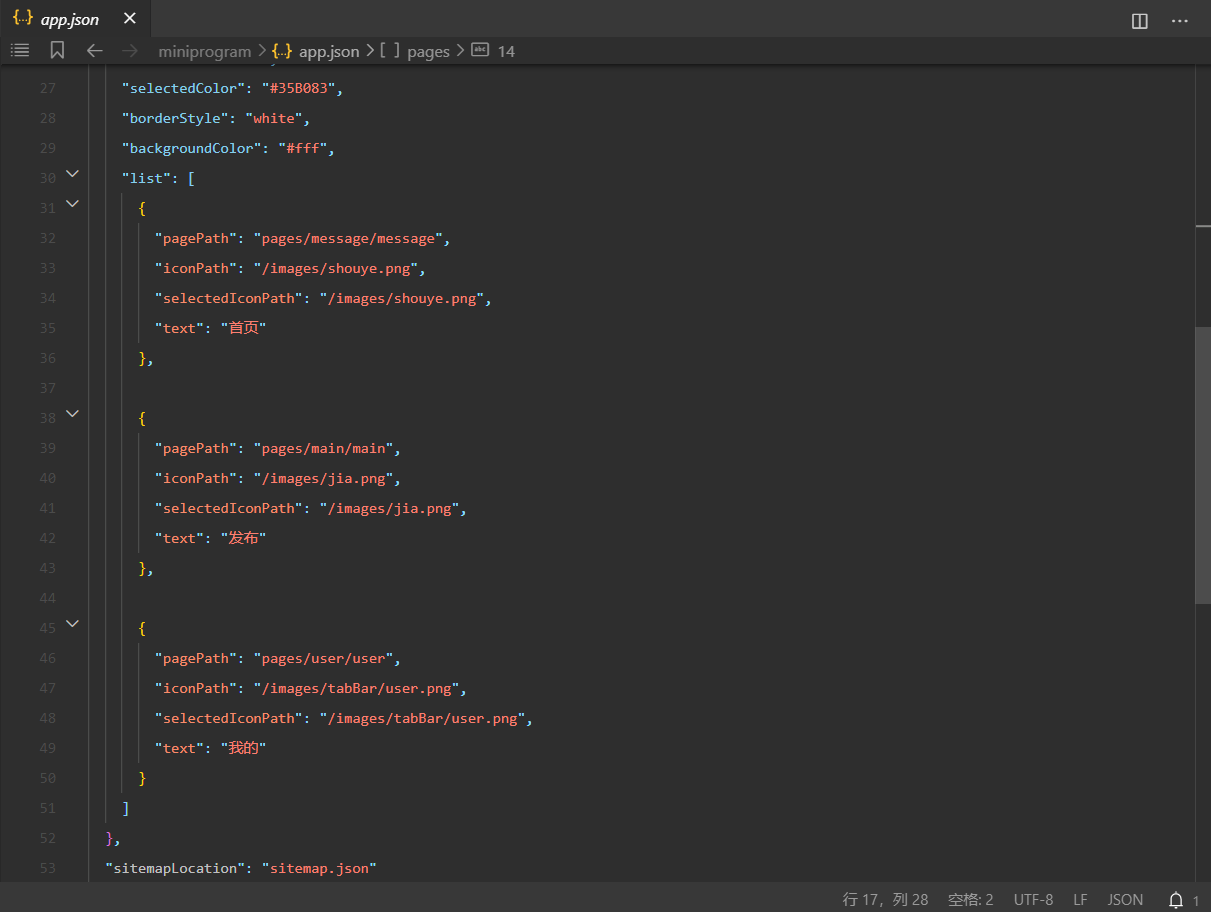 {...} app.json ×
miniprogram > {...} app.json > [ ] pages > abc 14
27 "selectedColor": "#35B083",
28 "borderStyle": "white",
29 "backgroundColor": "#fff",
30 "list": [
31 {
32 "pagePath": "pages/message/message",
33 "iconPath": "/images/shouye.png",
34 "selectedIconPath": "/images/shouye.png",
35 "text": "首页"
36 },
37
38 {
39 "pagePath": "pages/main/main",
40 "iconPath": "/images/jia.png",
41 "selectedIconPath": "/images/jia.png",
42 "text": "发布"
43 },
44
45 {
46 "pagePath": "pages/user/user",
47 "iconPath": "/images/tabBar/user.png",
48 "selectedIconPath": "/images/tabBar/user.png",
49 "text": "我的"
50 }
51 ]
52 },
53 "sitemapLocation": "sitemap.json"
行 17，列 28 空格: 2 UTF-8 LF JSON 1